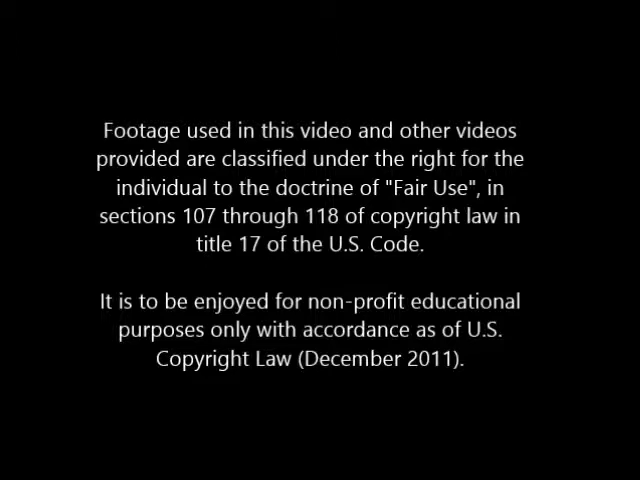 Footage used in this video and other videos
provided are classified under the right for the
individual to the doctrine of "Fair Use", in
sections 107 through 118 of copyright law in
title 17 of the U.S. Code.
It is to be enjoyed for non-profit educational
purposes only with accordance as of U.S.
Copyright Law (December 2011).